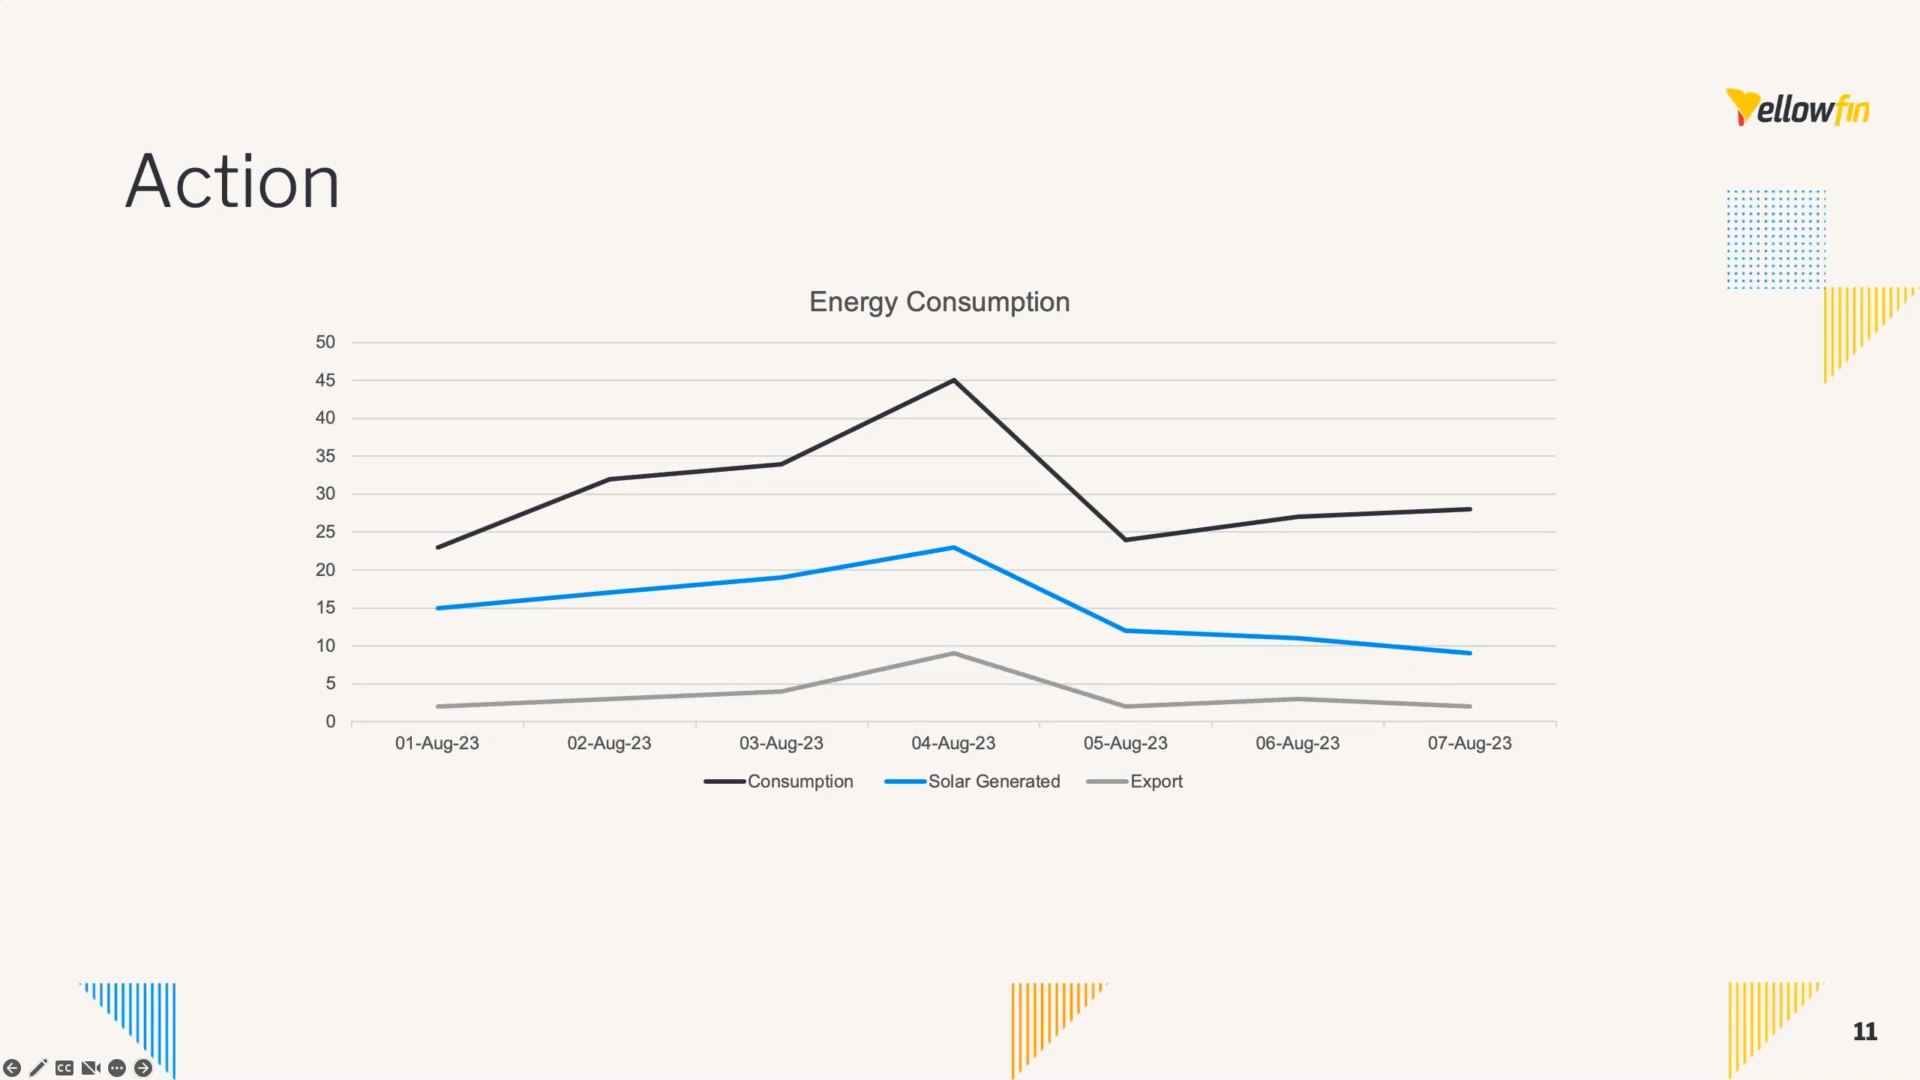 Yellowfin
Action
Energy Consumption
50
45
40
35
30
25
20
15
10
5
0
01-Aug-23 02-Aug-23 03-Aug-23 04-Aug-23 05-Aug-23 06-Aug-23 07-Aug-23
Consumption Solar Generated Export
11
CC